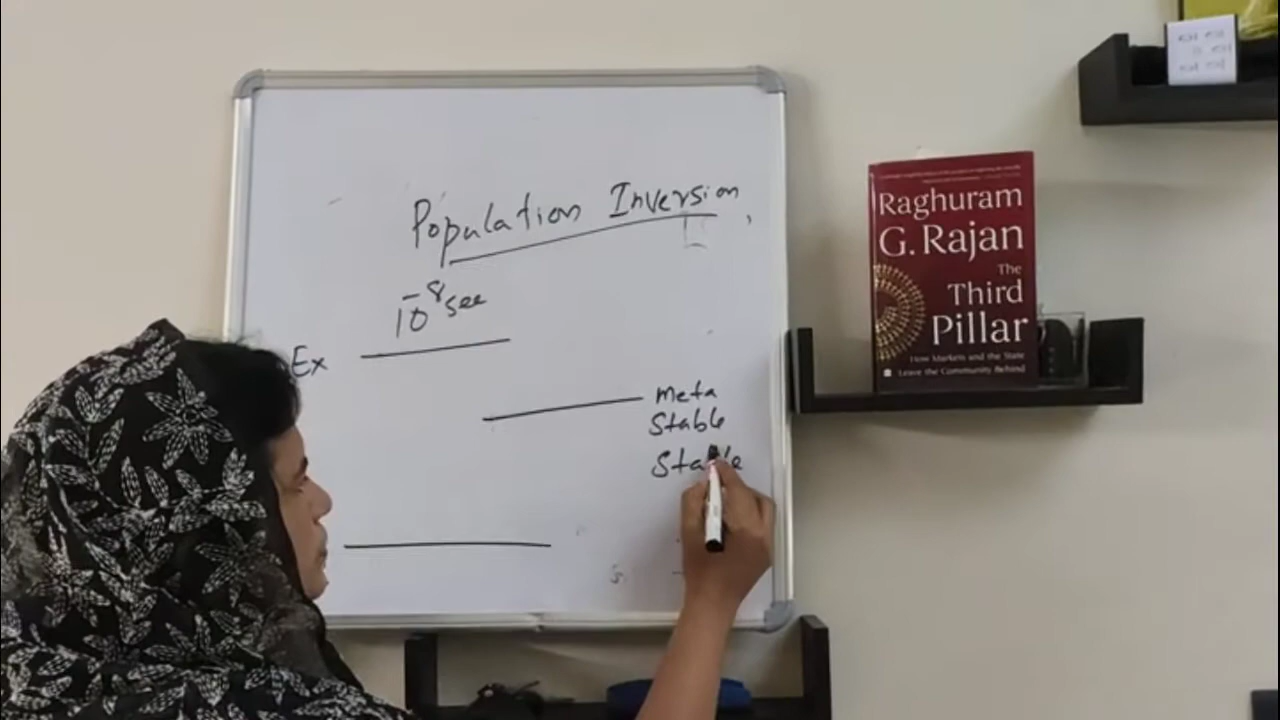 Population Inversion
10⁻⁸ sec
Ex
meta
stable
stable
Raghuram
G. Rajan
The
Third
Pillar
How Markets and the State
Leave the Community Behind